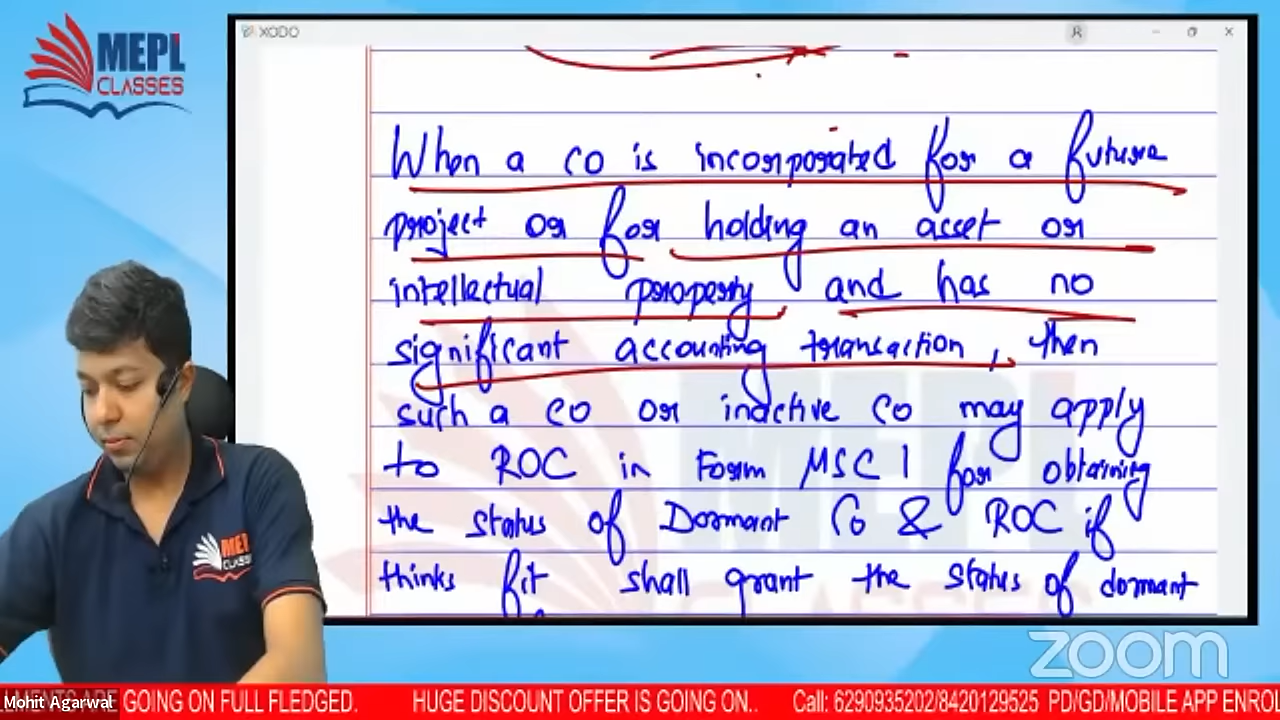 MEPL
CLASSES
XODO
When a co is incorporated for a future
project or for holding an asset or
intellectual property and has no
significant accounting transaction, then
such a co or inactive co may apply
to ROC in Form MSC 1 for obtaining
the status of Dormant Co & ROC if
thinks fit shall grant the status of dormant
MEPL
CLASSES
zoom
Mohit Agarwal
LLMENTS ARE GOING ON FULL FLEDGED. HUGE DISCOUNT OFFER IS GOING ON.. Call: 6290935202/8420129525 PD/GD/MOBILE APP ENROL